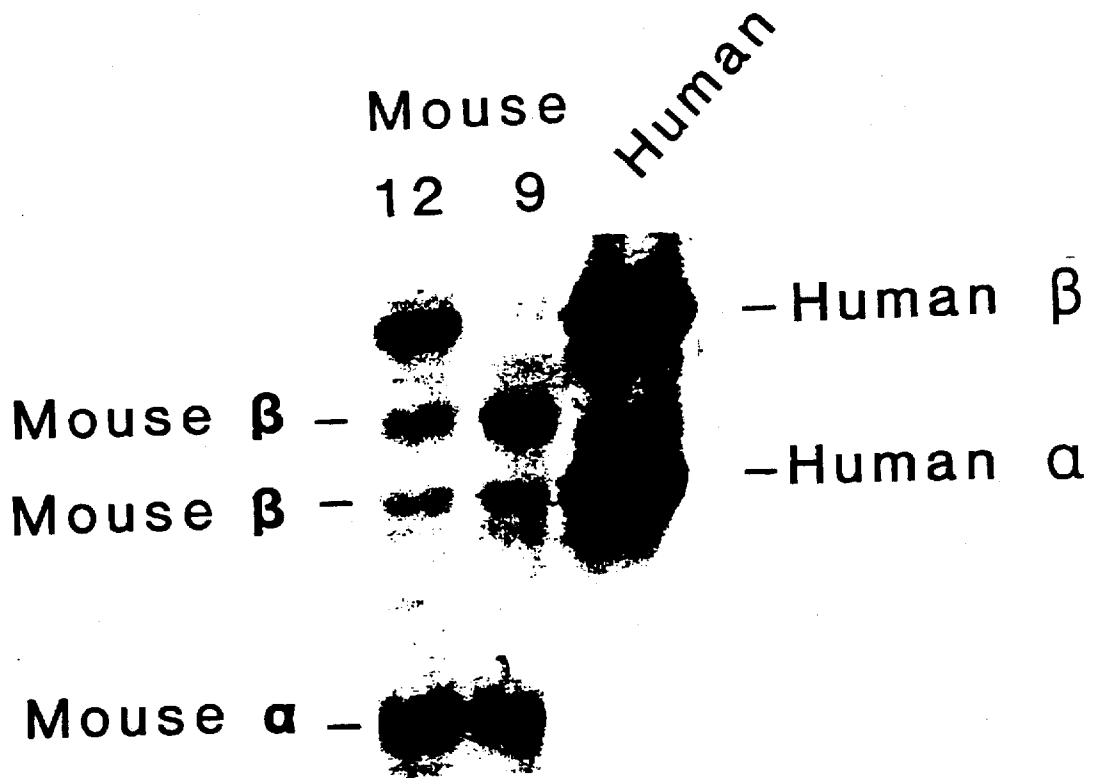 Mouse
Human
12 9
Human β
Mouse β
Human α
Mouse β
Mouse α